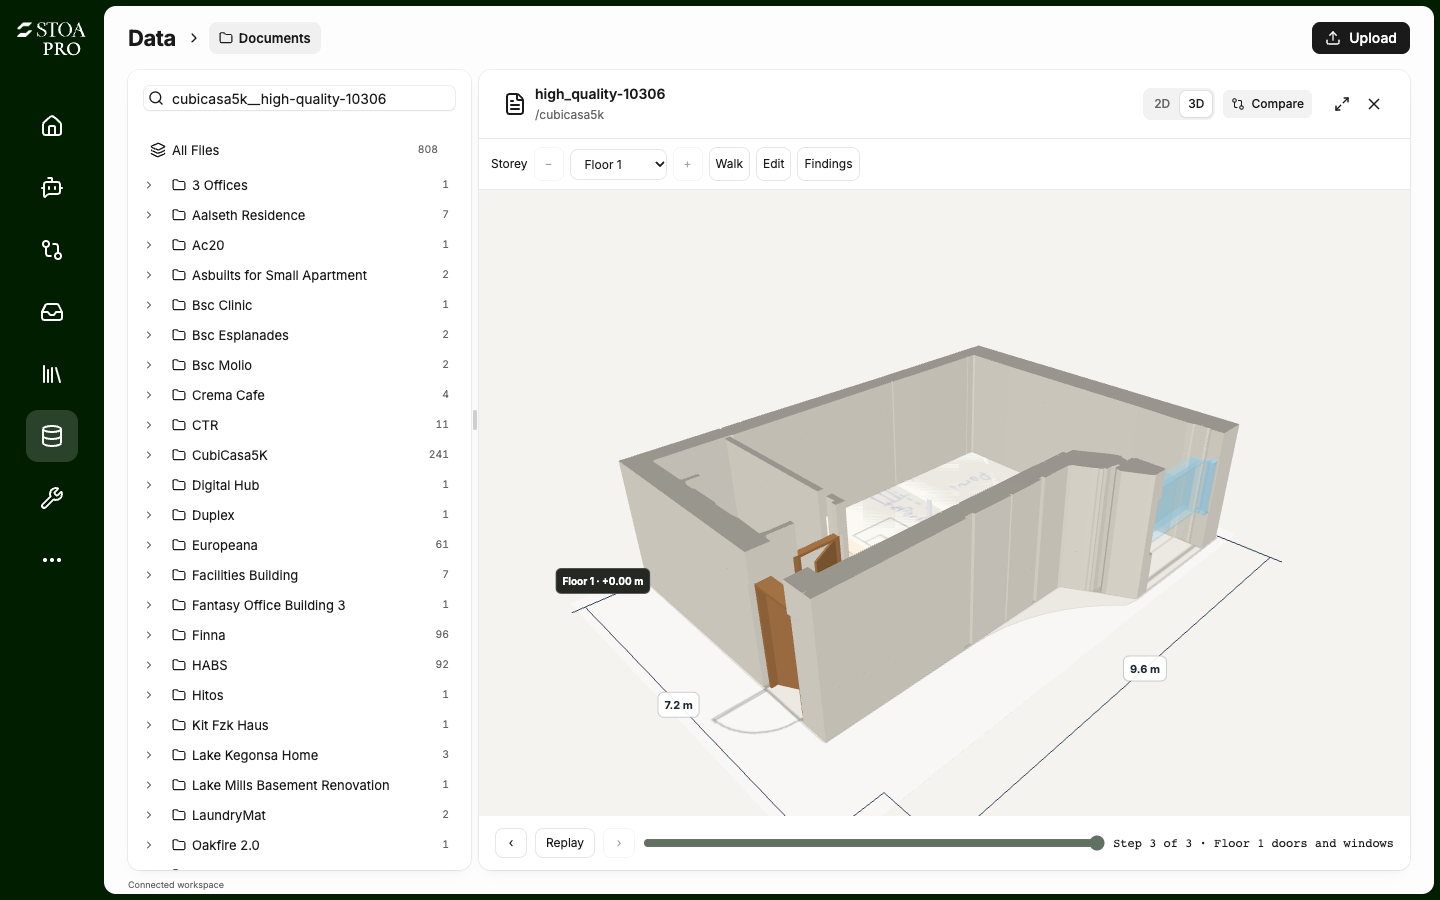 STOA
PRO
Data
Documents
Upload
cubicasa5k__high-quality-10306
All Files 808
3 Offices 1
Aalseth Residence 7
Ac20 1
Asbuilts for Small Apartment 2
Bsc Clinic 1
Bsc Esplanades 2
Bsc Molio 2
Crema Cafe 4
CTR 11
CubiCasa5K 241
Digital Hub 1
Duplex 1
Europeana 61
Facilities Building 7
Fantasy Office Building 3 1
Finna 96
HABS 92
Hitos 1
Kit Fzk Haus 1
Lake Kegonsa Home 3
Lake Mills Basement Renovation 1
LaundryMat 2
Oakfire 2.0 1
Connected workspace
high_quality-10306
/cubicasa5k
2D 3D Compare
Storey − Floor 1 + Walk Edit Findings
Floor 1 · +0.00 m
9.6 m
7.2 m
‹ Replay › Step 3 of 3 · Floor 1 doors and windows